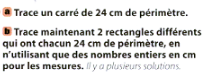 a Trace un carré de 24 cm de périmètre.
b Trace maintenant 2 rectangles différents
qui ont chacun 24 cm de périmètre, en
n'utilisant que des nombres entiers en cm
pour les mesures. Il y a plusieurs solutions.